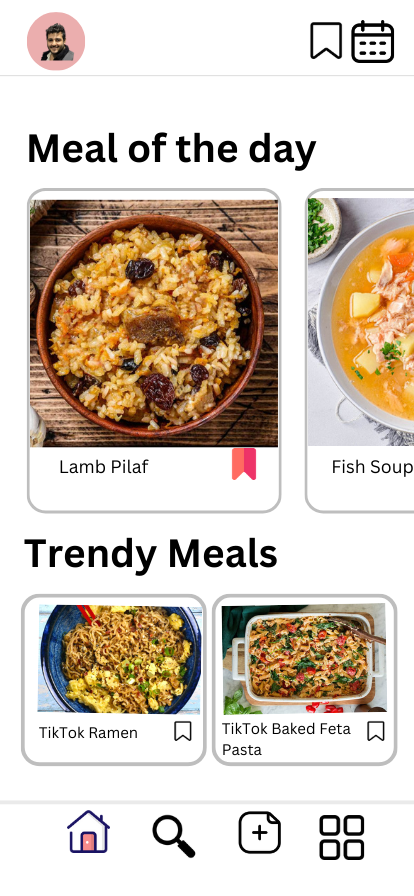 Meal of the day
Lamb Pilaf
Fish Soup
Trendy Meals
TikTok Ramen
TikTok Baked Feta
Pasta